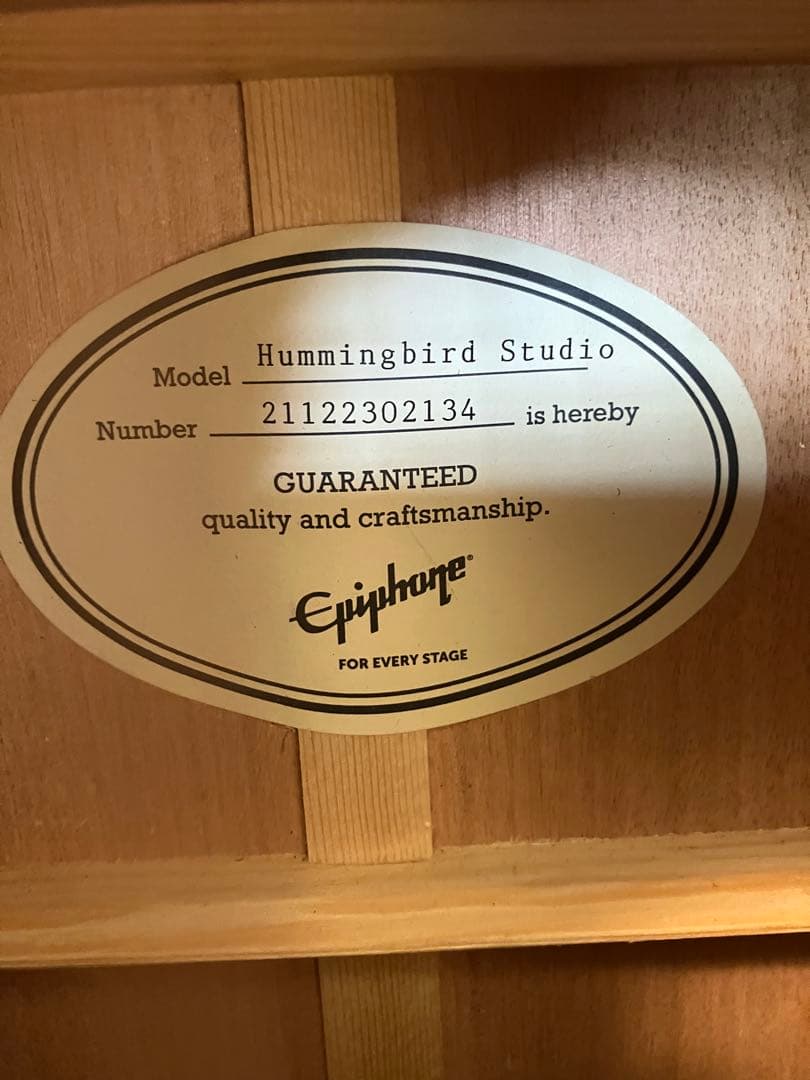 Model Hummingbird Studio
Number 21122302134 is hereby
GUARANTEED
quality and craftsmanship.
Epiphone®
FOR EVERY STAGE